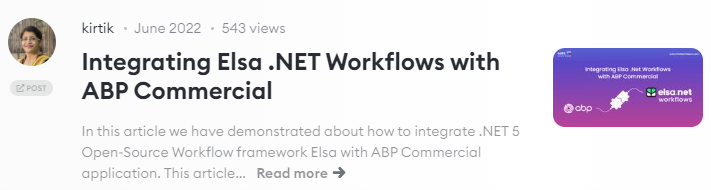 kirtik • June 2022 • 543 views
Integrating Elsa .NET Workflows with
ABP Commercial
POST
In this article we have demonstrated about how to integrate .NET 5
Open-Source Workflow framework Elsa with ABP Commercial
application. This article... Read more →
Integrating Elsa .Net Workflows
with ABP Commercial
elsa.net
workflows
abp